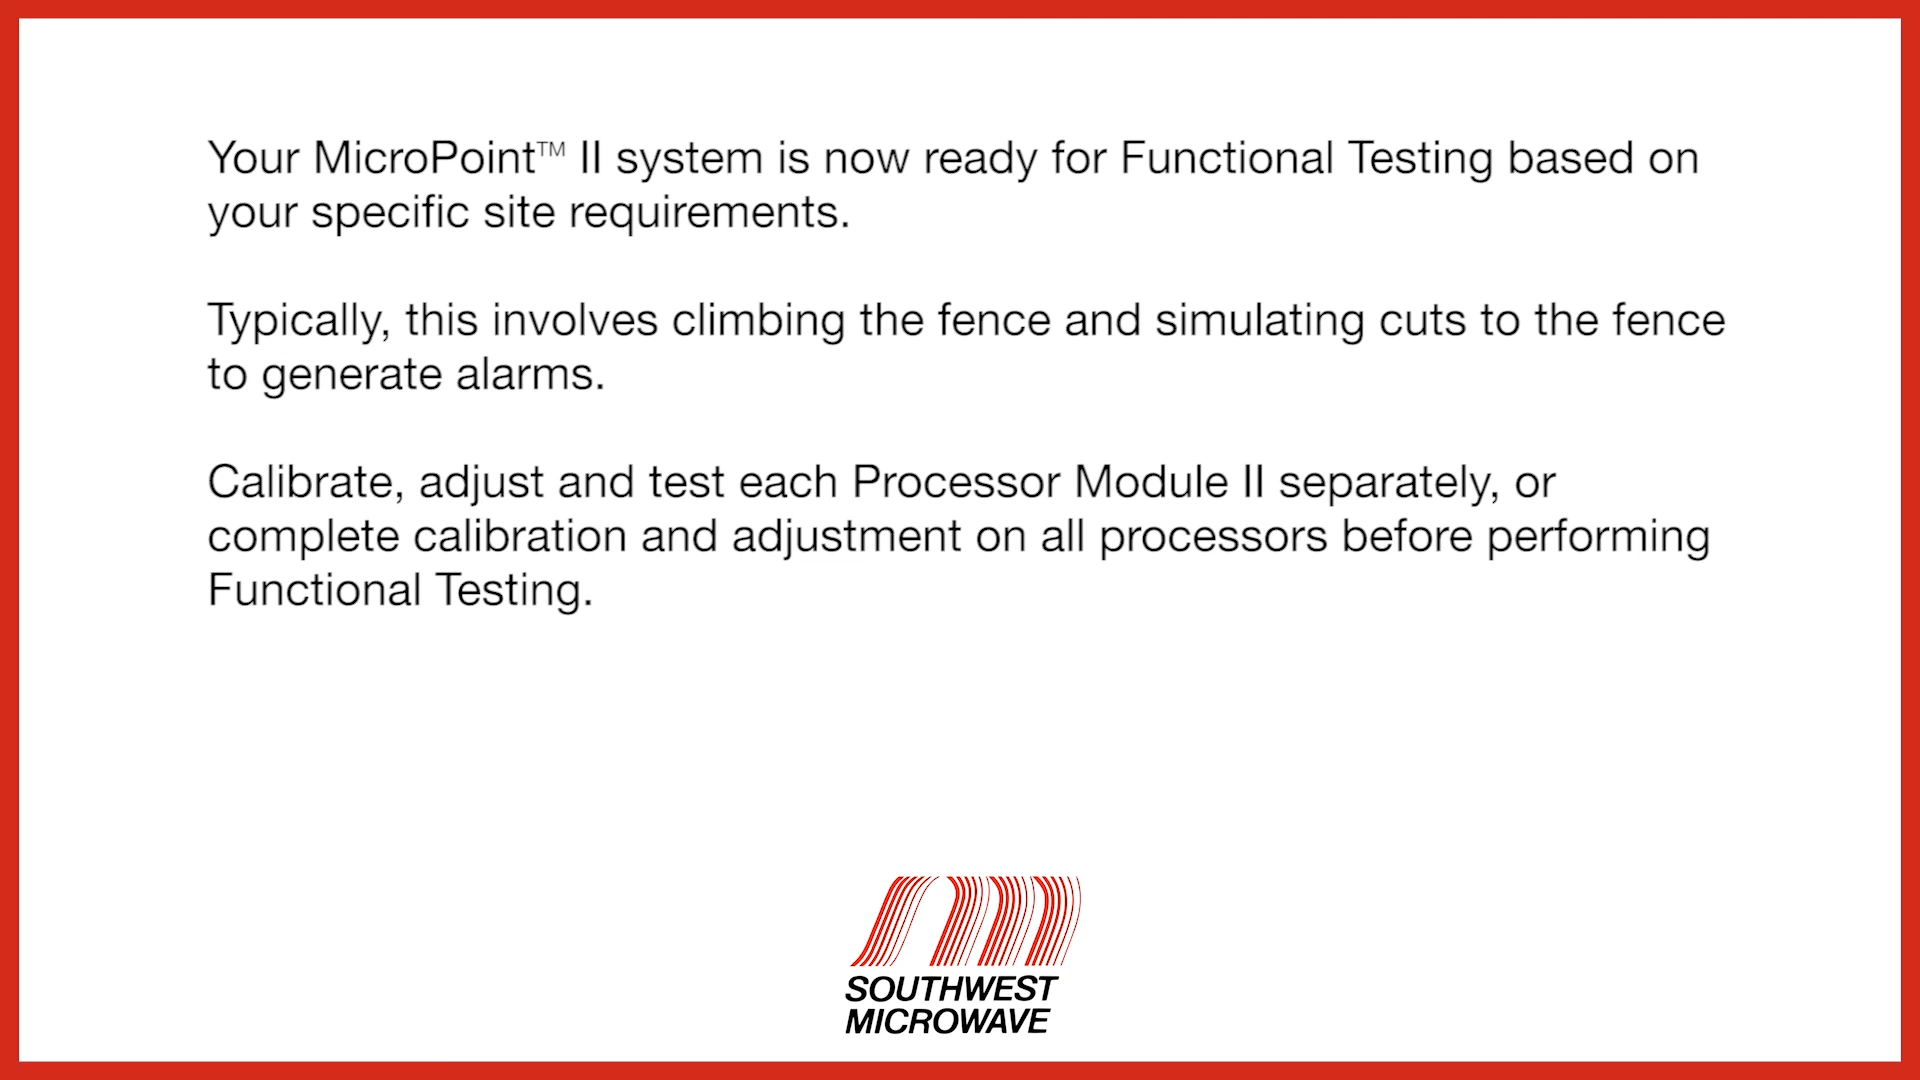 Your MicroPoint™ II system is now ready for Functional Testing based on
your specific site requirements.
Typically, this involves climbing the fence and simulating cuts to the fence
to generate alarms.
Calibrate, adjust and test each Processor Module II separately, or
complete calibration and adjustment on all processors before performing
Functional Testing.
SOUTHWEST
MICROWAVE